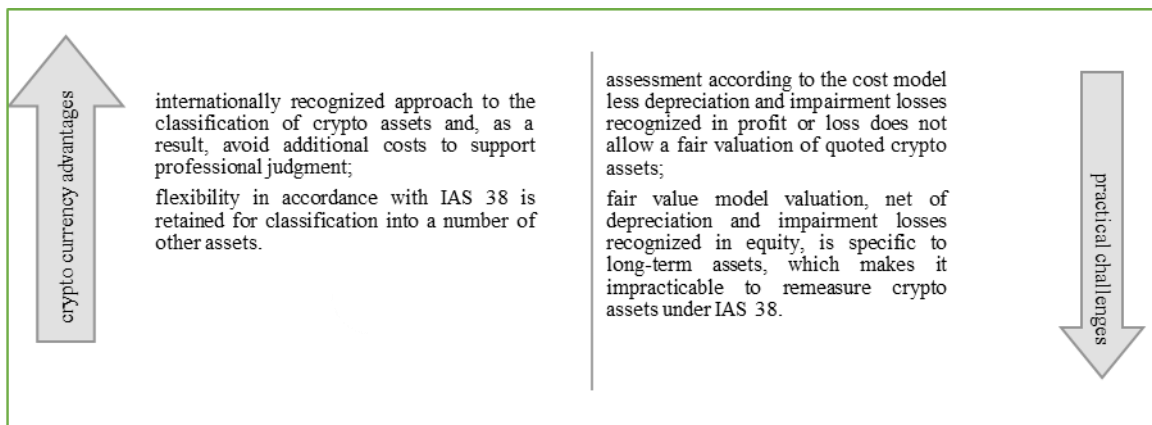 crypto currency advantages
internationally recognized approach to the
classification of crypto assets and, as a
result, avoid additional costs to support
professional judgment;
flexibility in accordance with IAS 38 is
retained for classification into a number of
other assets.
assessment according to the cost model
less depreciation and impairment losses
recognized in profit or loss does not
allow a fair valuation of quoted crypto
assets;
fair value model valuation, net of
depreciation and impairment losses
recognized in equity, is specific to
long-term assets, which makes it
impracticable to remeasure crypto
assets under IAS 38.
practical challenges